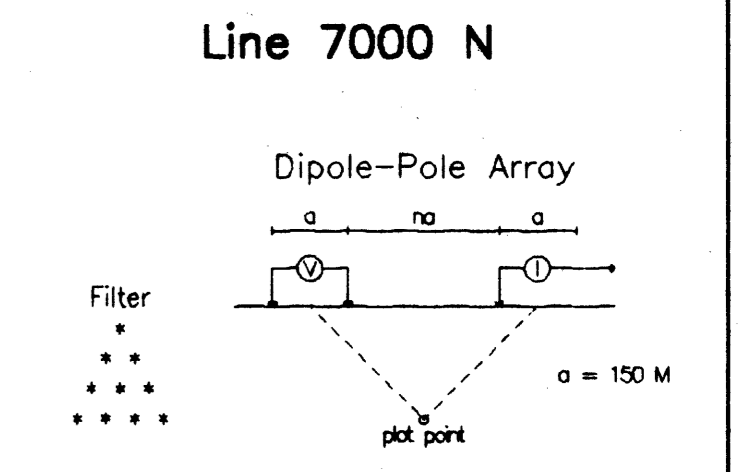 Line 7000 N
Dipole-Pole Array
a na a
V I
Filter
*
* *
* * *
* * * *
a = 150 M
plot point